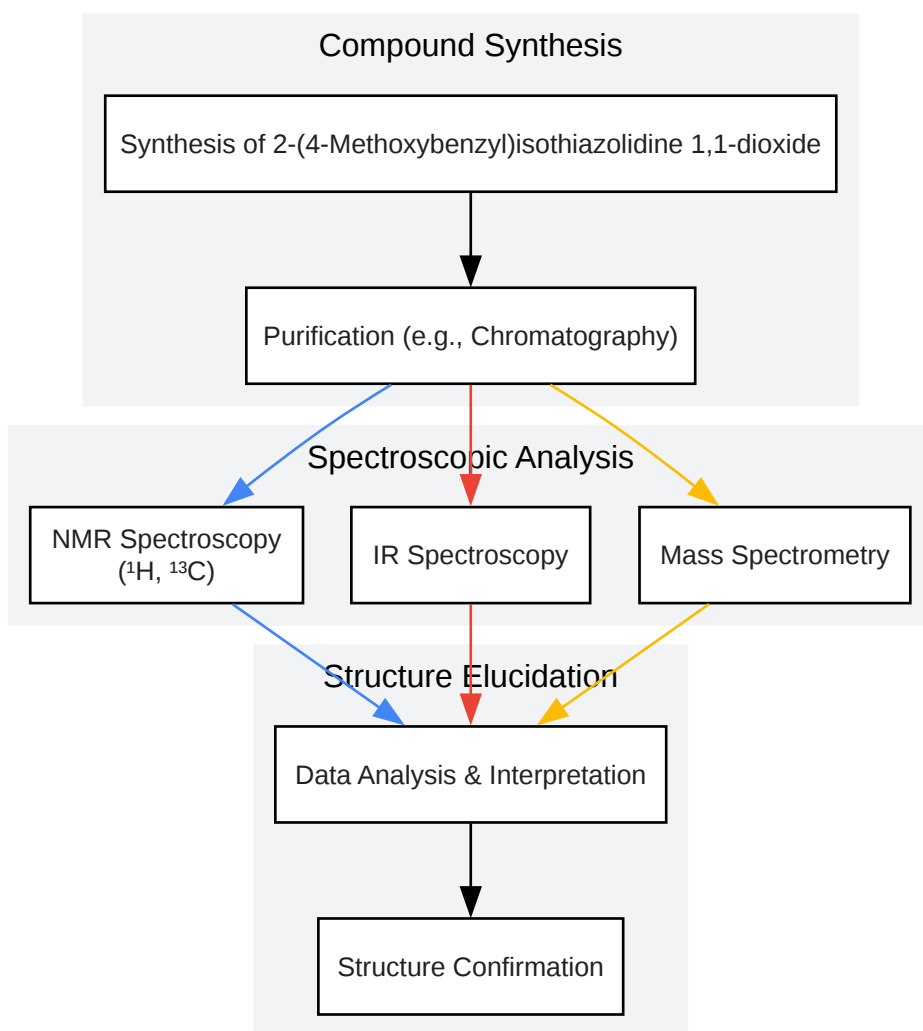 Compound Synthesis
Synthesis of 2-(4-Methoxybenzyl)isothiazolidine 1,1-dioxide
Purification (e.g., Chromatography)
Spectroscopic Analysis
NMR Spectroscopy
(¹H, ¹³C)
IR Spectroscopy
Mass Spectrometry
Structure Elucidation
Data Analysis & Interpretation
Structure Confirmation